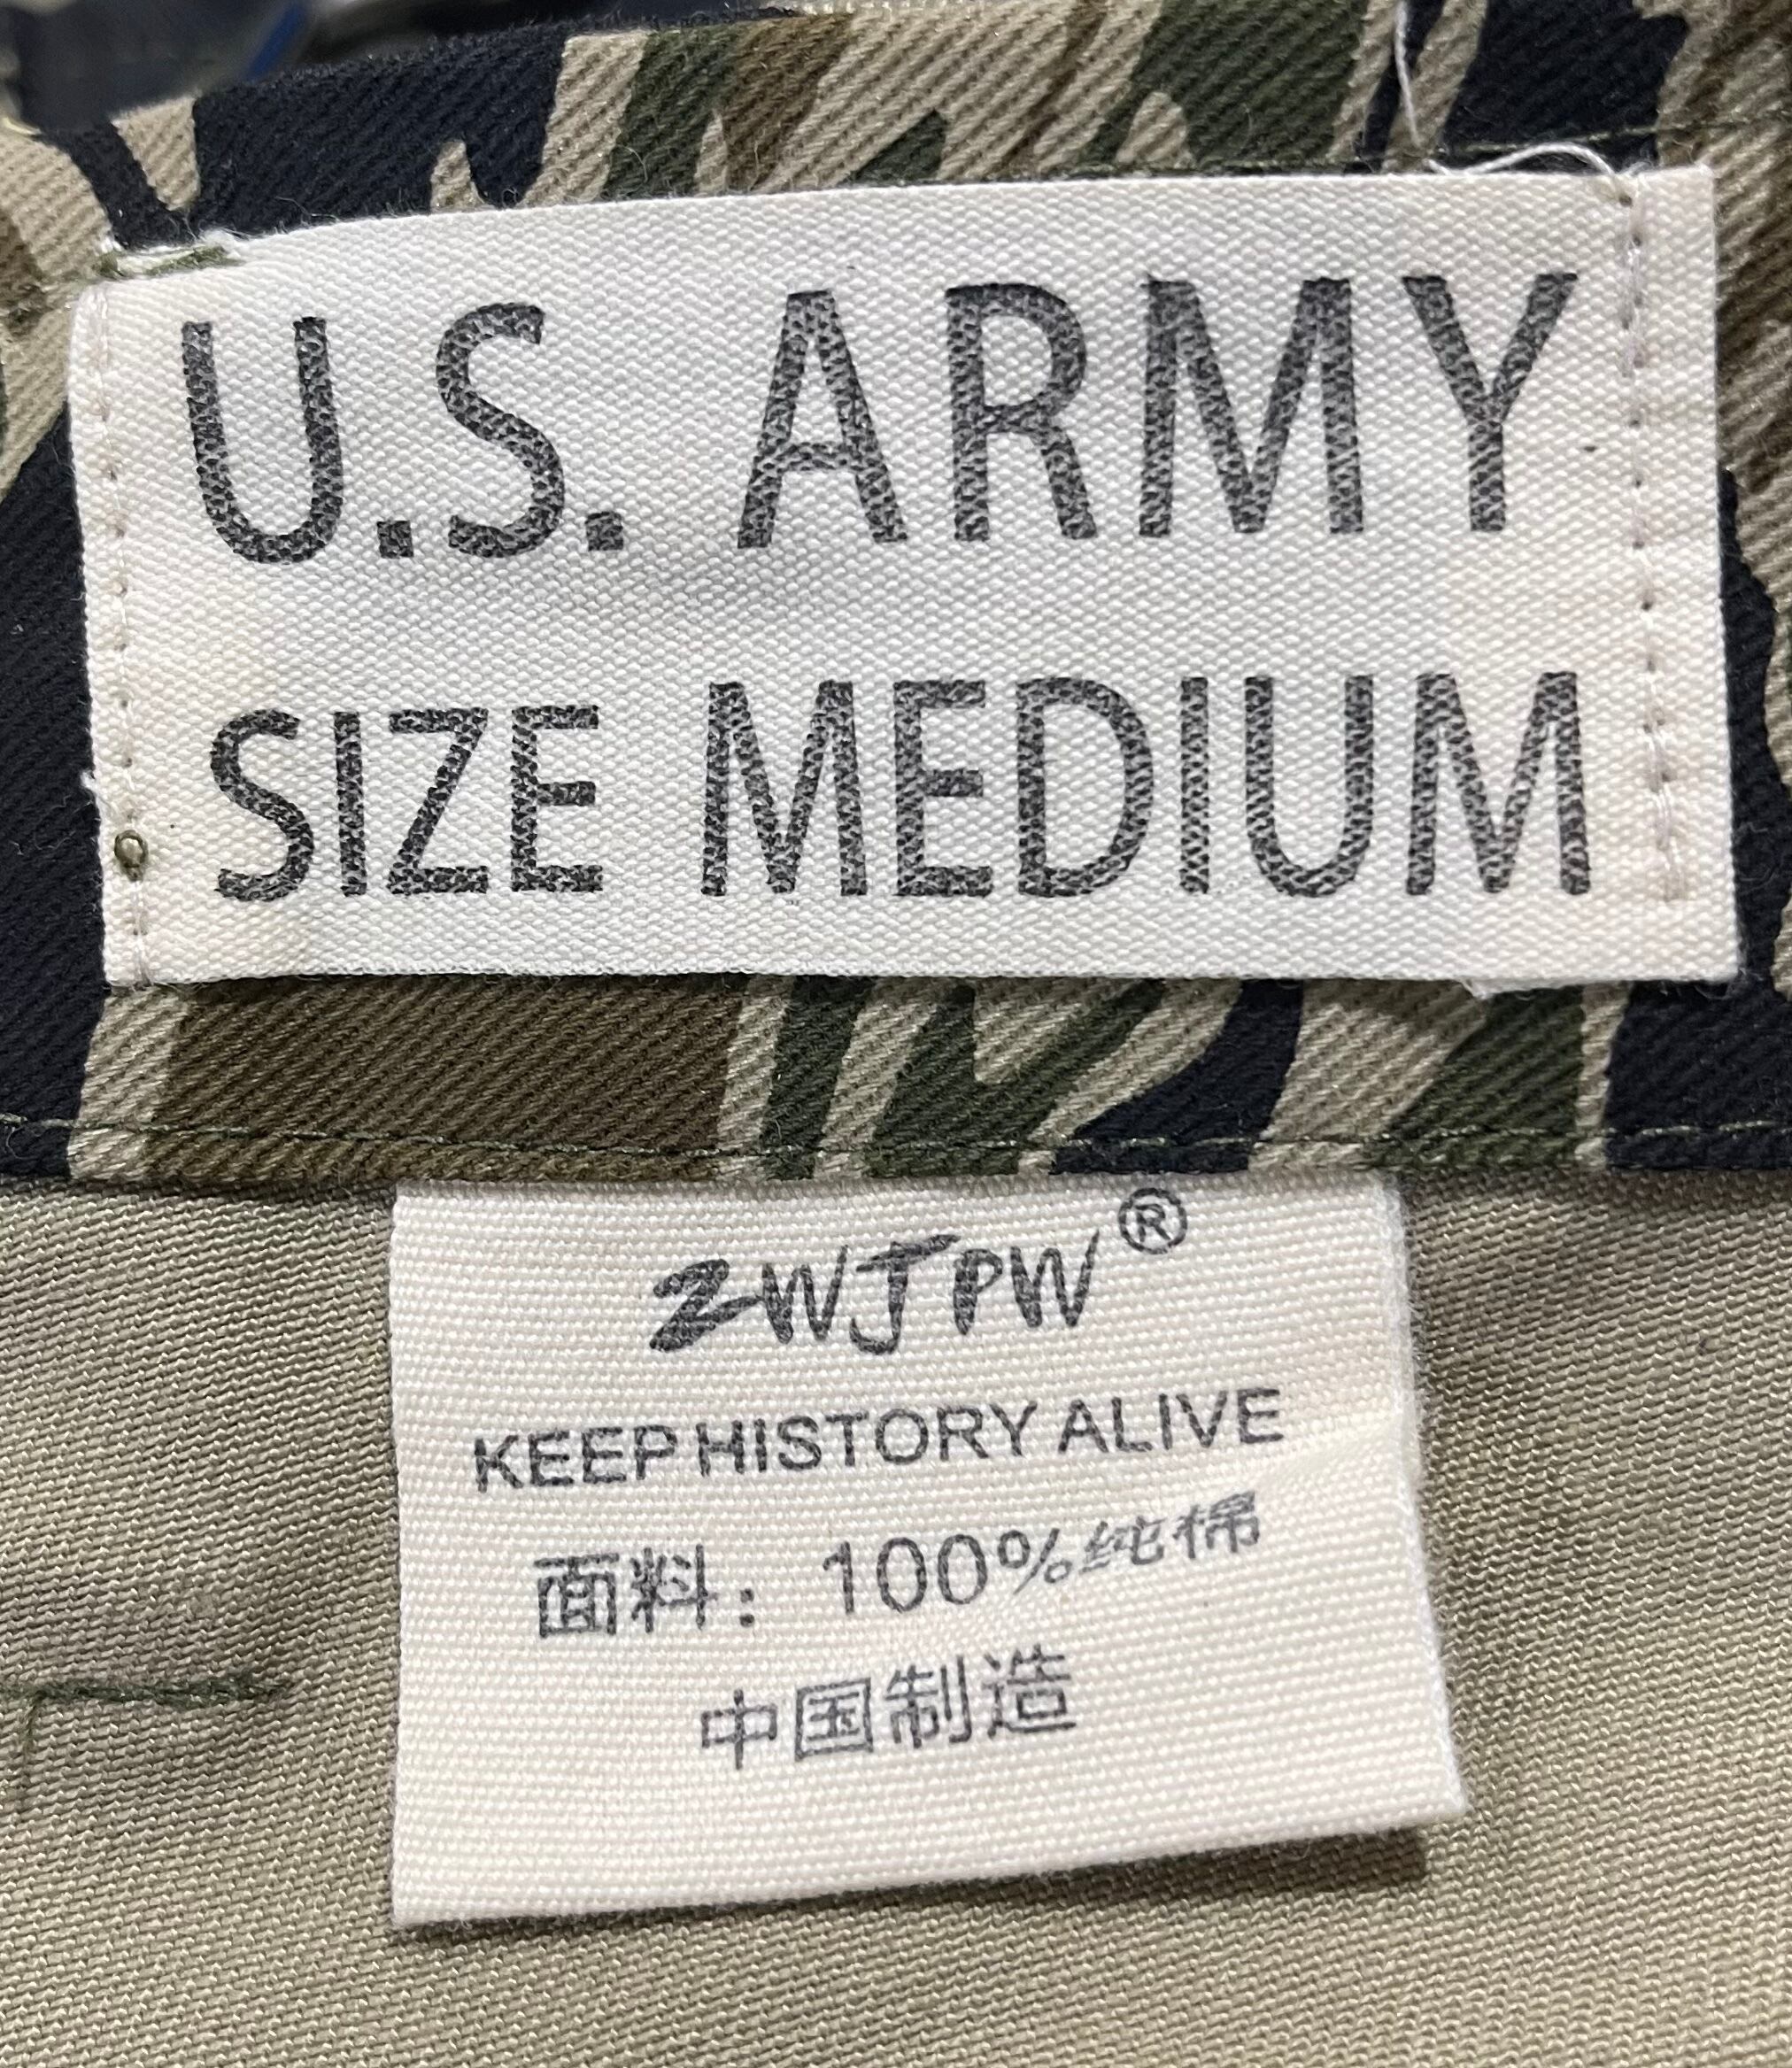 U.S. ARMY
SIZE MEDIUM
ZWJPW®
KEEP HISTORY ALIVE
面料：100%纯棉
中国制造